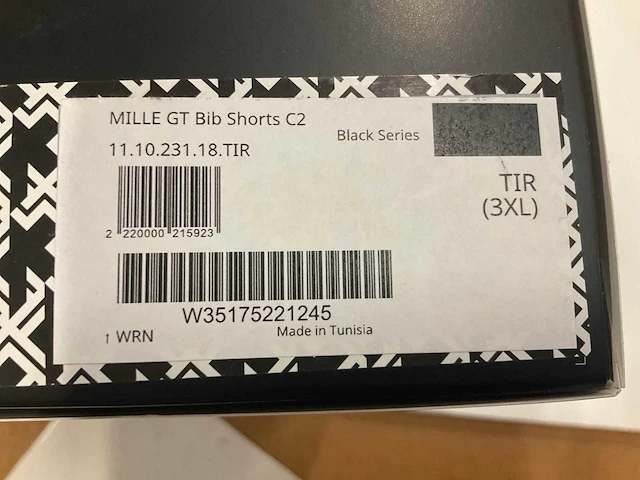 MILLE GT Bib Shorts C2
Black Series
11.10.231.18.TIR
TIR
(3XL)
2 220000 215923
W35175221245
↑ WRN
Made in Tunisia